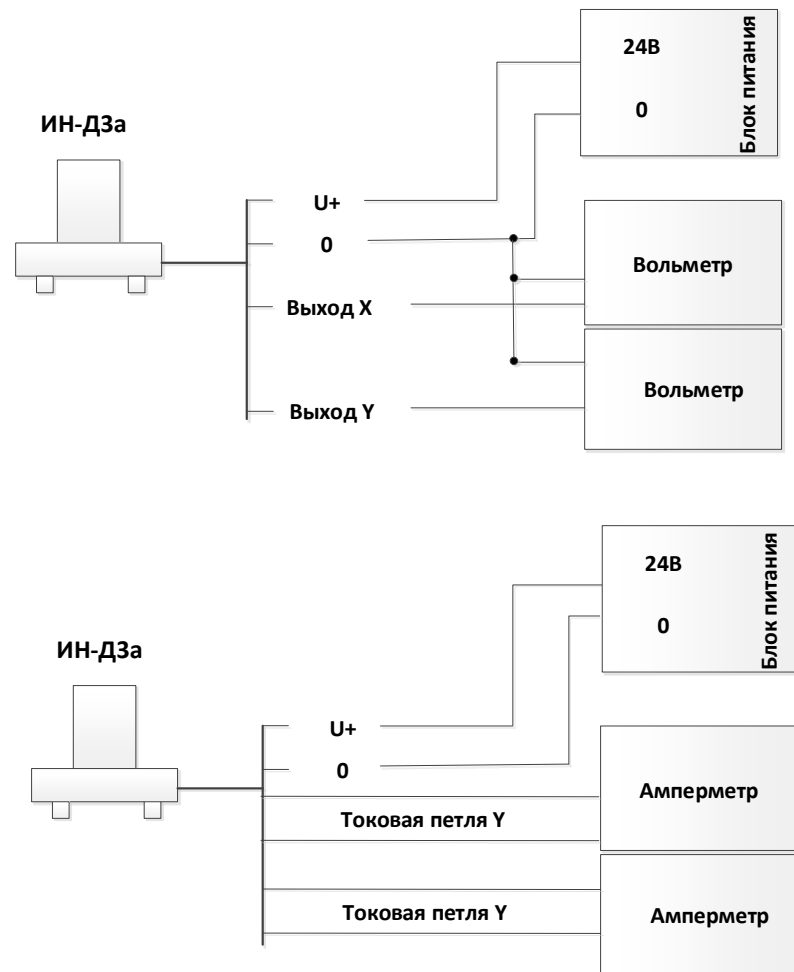 24В
0
Блок питания
ИН-Д3а
U+
0
Вольметр
Выход X
Вольметр
Выход Y
24В
0
Блок питания
ИН-Д3а
U+
0
Амперметр
Токовая петля Y
Токовая петля Y
Амперметр